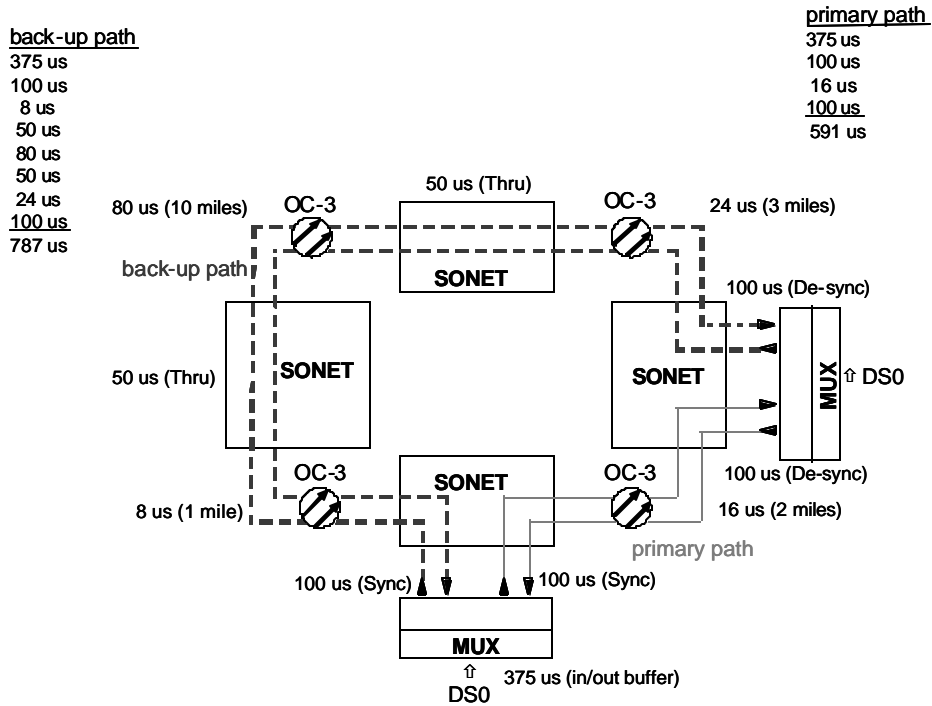 back-up path
375 us
100 us
8 us
50 us
80 us
50 us
24 us
100 us
787 us
primary path
375 us
100 us
16 us
100 us
591 us
50 us (Thru)
80 us (10 miles)
OC-3
OC-3
24 us (3 miles)
back-up path
SONET
100 us (De-sync)
50 us (Thru)
SONET
SONET
MUX
⇧ DS0
OC-3
SONET
OC-3
100 us (De-sync)
8 us (1 mile)
16 us (2 miles)
primary path
100 us (Sync)
100 us (Sync)
MUX
⇧
375 us (in/out buffer)
DS0